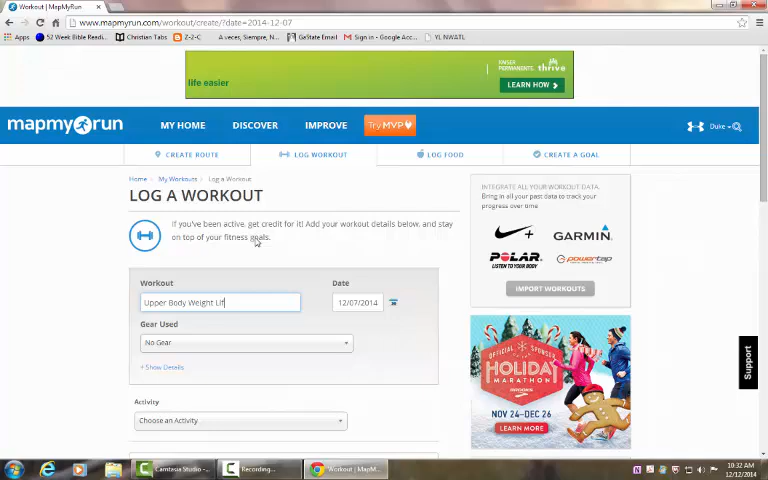 Workout | MapMyRun
www.mapmyrun.com/workout/create/?date=2014-12-07
Apps 52 Week Bible Readi... Christian Tabs Z-2-C A veces, Siempre, N... GaState Email Sign in - Google Acco... YL NWATL
life easier
KAISER PERMANENTE. thrive
LEARN HOW
mapmyrun MY HOME DISCOVER IMPROVE Try MVP Duke
CREATE ROUTE LOG WORKOUT LOG FOOD CREATE A GOAL
Home My Workouts Log a Workout
LOG A WORKOUT
If you've been active, get credit for it! Add your workout details below, and stay
on top of your fitness goals.
Workout Date
Upper Body Weight Lif 12/07/2014
Gear Used
No Gear
+ Show Details
Activity
Choose an Activity
INTEGRATE ALL YOUR WORKOUT DATA.
Bring in all your past data to track your
progress over time
GARMIN
POLAR
LISTEN TO YOUR BODY
powertap
IMPORT WORKOUTS
OFFICIAL SPONSOR
HOLIDAY
MARATHON
NOV 24-DEC 26
LEARN MORE
Support
Camtasia Studio -... Recording... Workout | MapM...
10:32 AM
12/12/2014